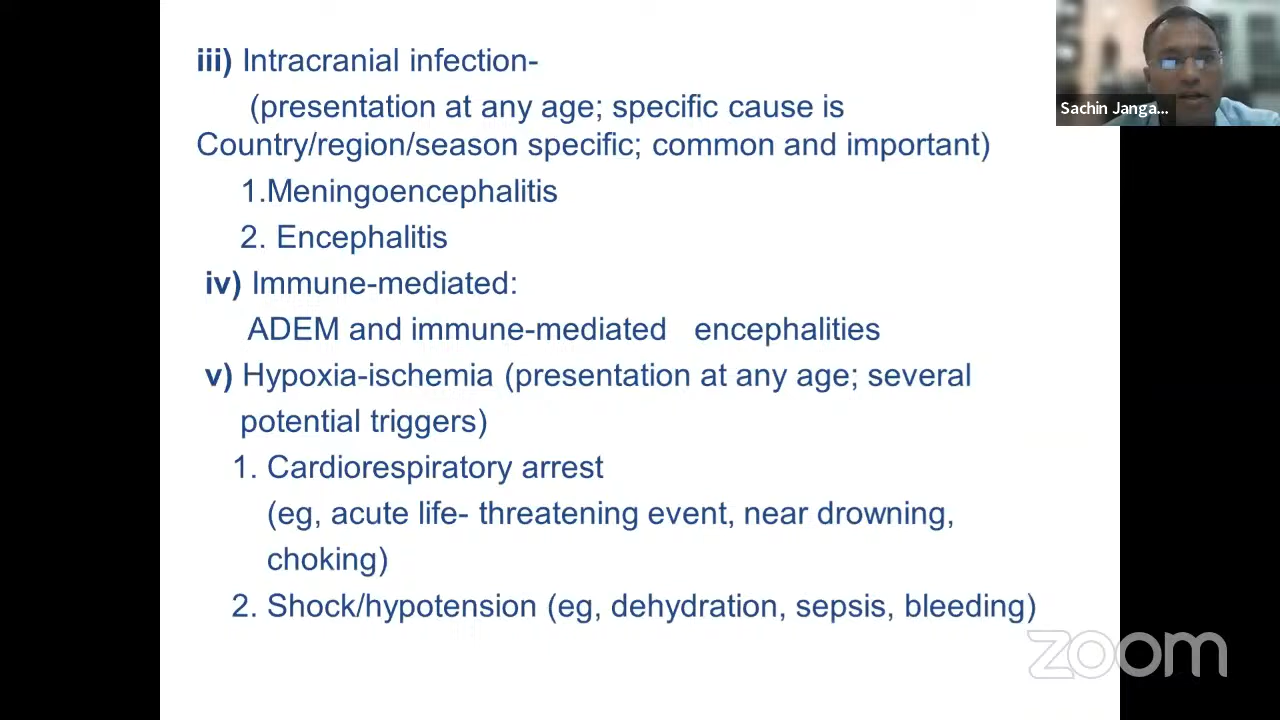 iii) Intracranial infection-
(presentation at any age; specific cause is
Country/region/season specific; common and important)
1.Meningoencephalitis
2. Encephalitis
iv) Immune-mediated:
ADEM and immune-mediated encephalities
v) Hypoxia-ischemia (presentation at any age; several
potential triggers)
1. Cardiorespiratory arrest
(eg, acute life- threatening event, near drowning,
choking)
2. Shock/hypotension (eg, dehydration, sepsis, bleeding)
Sachin Janga...
zoom